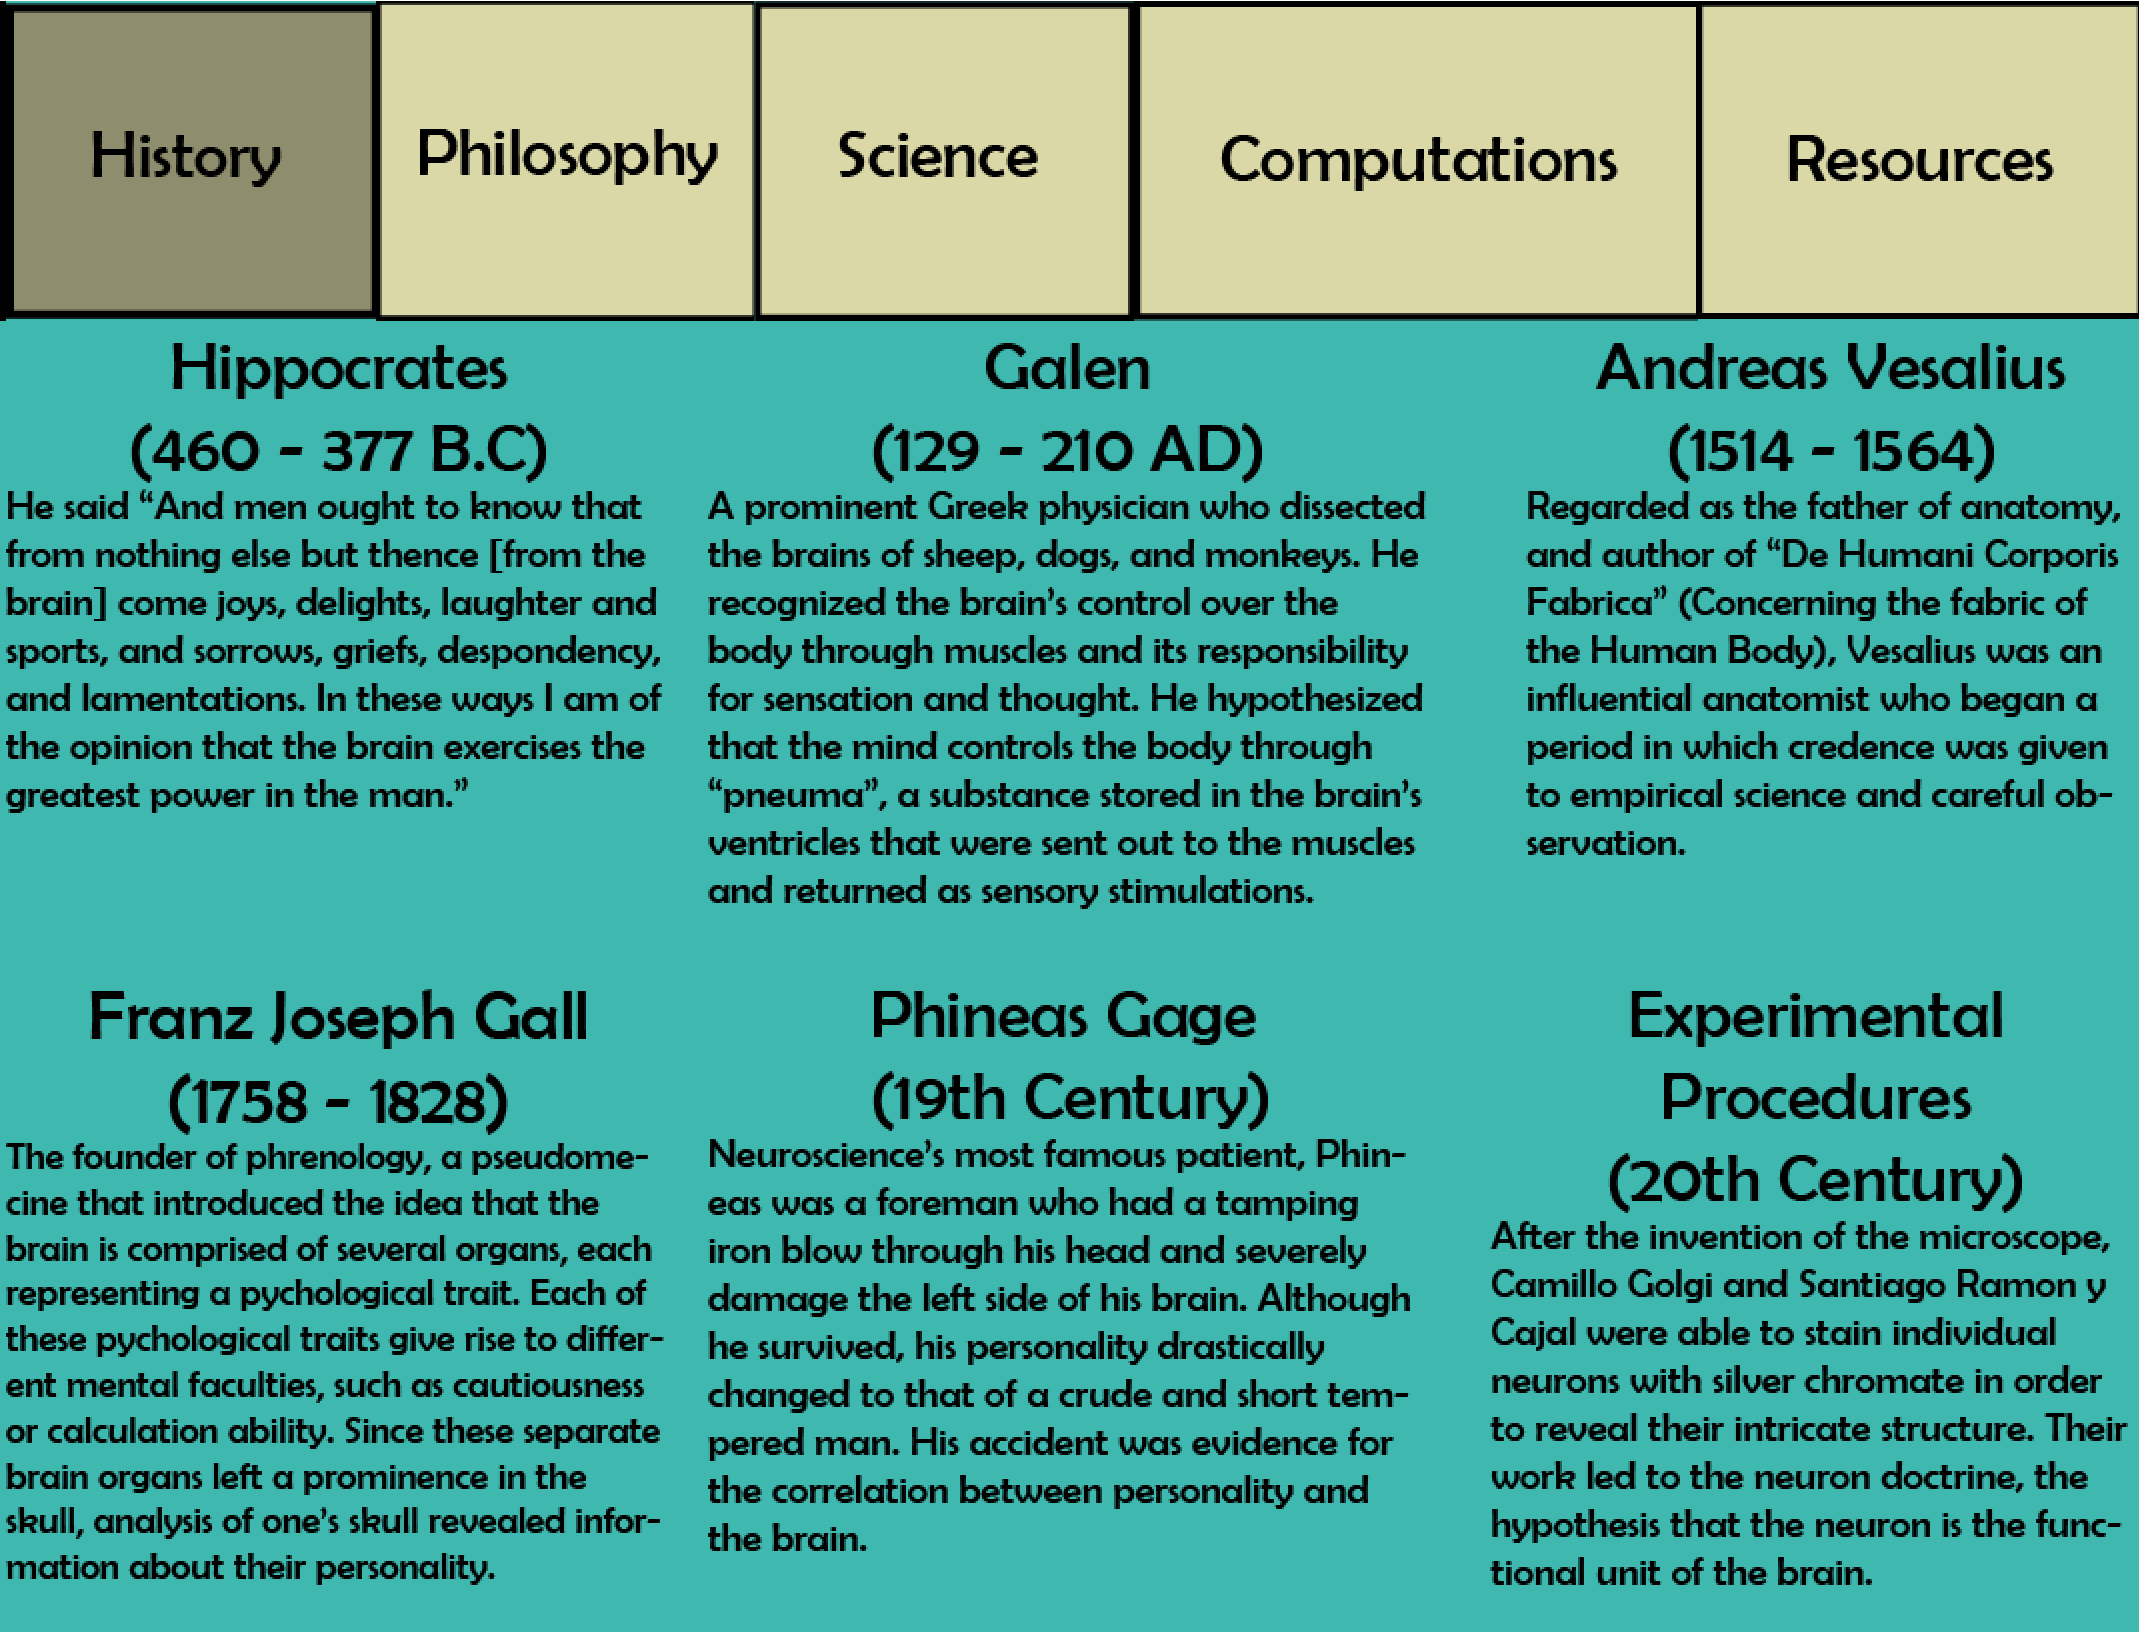 History
Philosophy
Science
Computations
Resources
Hippocrates
(460 - 377 B.C)
He said “And men ought to know that
from nothing else but thence [from the
brain] come joys, delights, laughter and
sports, and sorrows, griefs, despondency,
and lamentations. In these ways I am of
the opinion that the brain exercises the
greatest power in the man.”
Galen
(129 - 210 AD)
A prominent Greek physician who dissected
the brains of sheep, dogs, and monkeys. He
recognized the brain’s control over the
body through muscles and its responsibility
for sensation and thought. He hypothesized
that the mind controls the body through
“pneuma”, a substance stored in the brain’s
ventricles that were sent out to the muscles
and returned as sensory stimulations.
Andreas Vesalius
(1514 - 1564)
Regarded as the father of anatomy,
and author of “De Humani Corporis
Fabrica” (Concerning the fabric of
the Human Body), Vesalius was an
influential anatomist who began a
period in which credence was given
to empirical science and careful ob-
servation.
Franz Joseph Gall
(1758 - 1828)
The founder of phrenology, a pseudome-
cine that introduced the idea that the
brain is comprised of several organs, each
representing a pychological trait. Each of
these pychological traits give rise to differ-
ent mental faculties, such as cautiousness
or calculation ability. Since these separate
brain organs left a prominence in the
skull, analysis of one’s skull revealed infor-
mation about their personality.
Phineas Gage
(19th Century)
Neuroscience’s most famous patient, Phin-
eas was a foreman who had a tamping
iron blow through his head and severely
damage the left side of his brain. Although
he survived, his personality drastically
changed to that of a crude and short tem-
pered man. His accident was evidence for
the correlation between personality and
the brain.
Experimental
Procedures
(20th Century)
After the invention of the microscope,
Camillo Golgi and Santiago Ramon y
Cajal were able to stain individual
neurons with silver chromate in order
to reveal their intricate structure. Their
work led to the neuron doctrine, the
hypothesis that the neuron is the func-
tional unit of the brain.